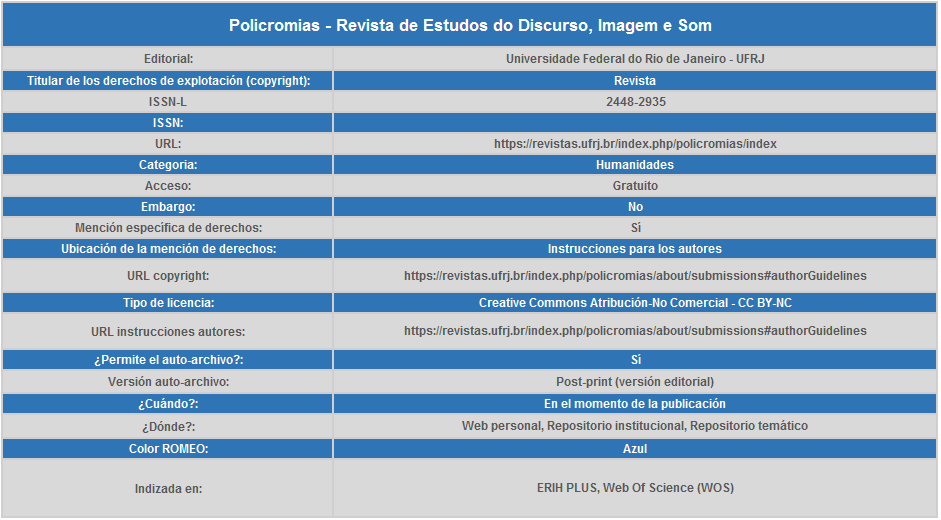 Policromias - Revista de Estudos do Discurso, Imagem e Som
Editorial: Universidade Federal do Rio de Janeiro - UFRJ
Titular de los derechos de explotación (copyright): Revista
ISSN-L 2448-2935
ISSN:
URL: https://revistas.ufrj.br/index.php/policromias/index
Categoria: Humanidades
Acceso: Gratuito
Embargo: No
Mención específica de derechos: Sí
Ubicación de la mención de derechos: Instrucciones para los autores
URL copyright: https://revistas.ufrj.br/index.php/policromias/about/submissions#authorGuidelines
Tipo de licencia: Creative Commons Atribución-No Comercial - CC BY-NC
URL instrucciones autores: https://revistas.ufrj.br/index.php/policromias/about/submissions#authorGuidelines
¿Permite el auto-archivo?: Sí
Versión auto-archivo: Post-print (versión editorial)
¿Cuándo?: En el momento de la publicación
¿Dónde?: Web personal, Repositorio institucional, Repositorio temático
Color ROMEO: Azul
Indizada en: ERIH PLUS, Web Of Science (WOS)